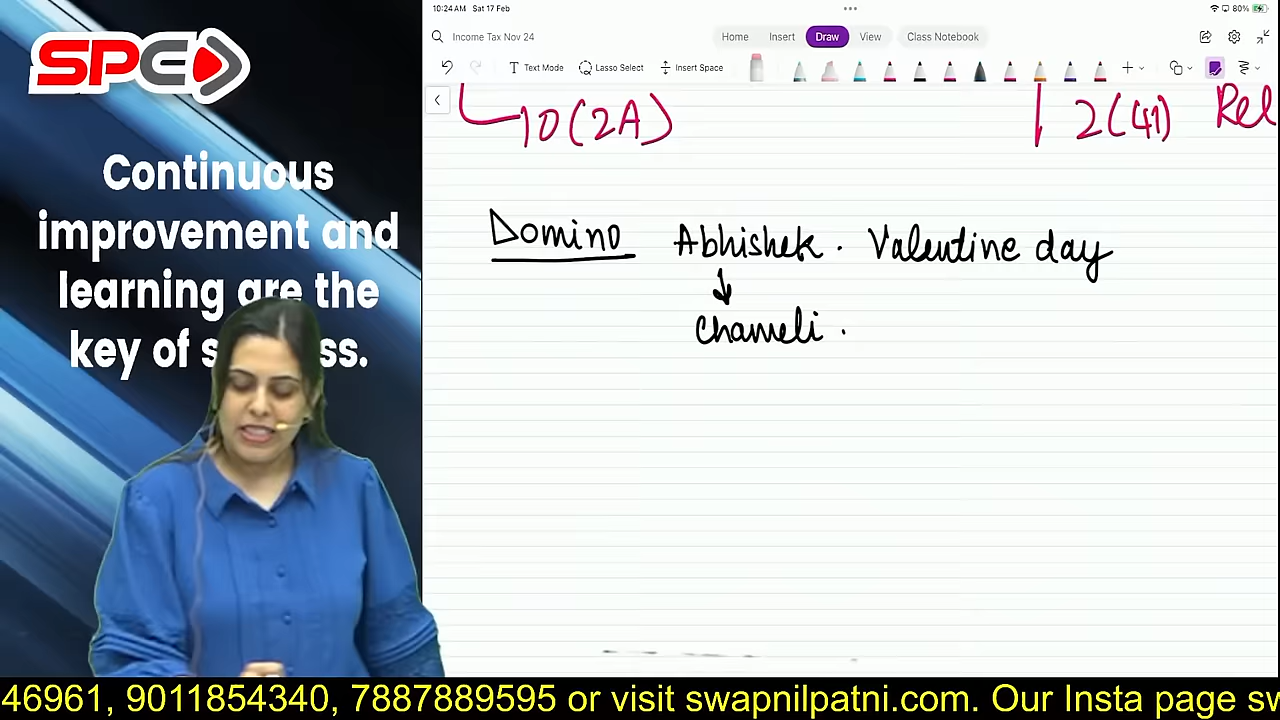 10:24 AM Sat 17 Feb
80%
Income Tax Nov 24
Home Insert Draw View Class Notebook
Text Mode Lasso Select Insert Space
SPC
Continuous
improvement and
learning are the
key of s ss.
10(2A)
2(41) Rel
Domino Abhishek. Valentine day
Chameli.
46961, 9011854340, 7887889595 or visit swapnilpatni.com. Our Insta page sw